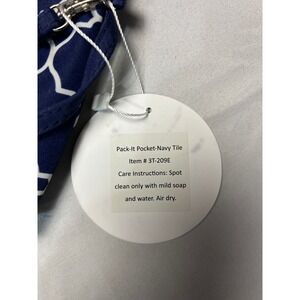 Pack-It Pocket-Navy Tile
Item # 3T-209E
Care Instructions: Spot
clean only with mild soap
and water. Air dry.